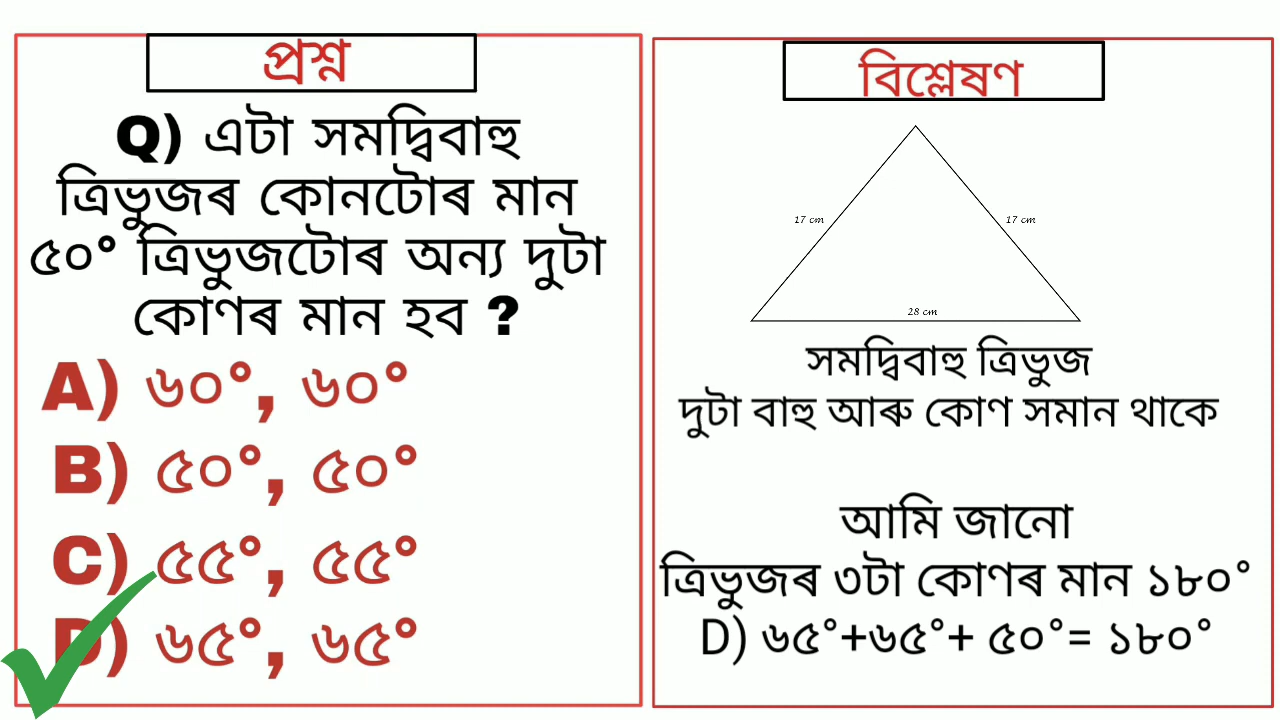 প্ৰশ্ন
Q) এটা সমদ্বিবাহু
ত্ৰিভুজৰ কোনটোৰ মান
৫০° ত্ৰিভুজটোৰ অন্য দুটা
কোণৰ মান হব ?
A) ৬০°, ৬০°
B) ৫০°, ৫০°
C) ৫৫°, ৫৫°
D) ৬৫°, ৬৫°
বিশ্লেষণ
17 cm
17 cm
28 cm
সমদ্বিবাহু ত্ৰিভুজ
দুটা বাহু আৰু কোণ সমান থাকে
আমি জানো
ত্ৰিভুজৰ ৩টা কোণৰ মান ১৮০°
D) ৬৫°+৬৫°+ ৫০°= ১৮০°